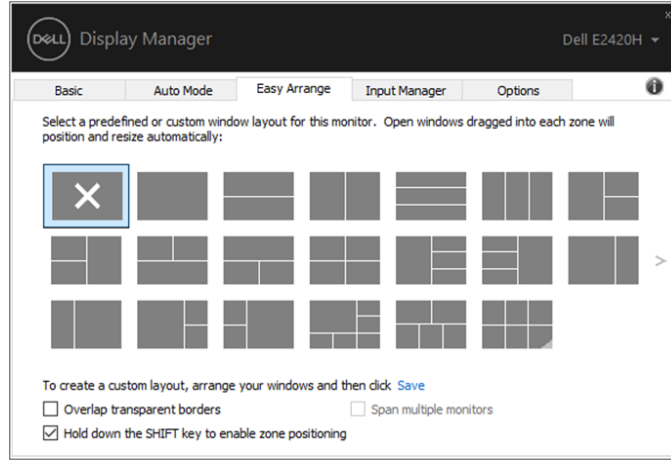 DELL Display Manager
Dell E2420H
Basic Auto Mode Easy Arrange Input Manager Options
Select a predefined or custom window layout for this monitor. Open windows dragged into each zone will
position and resize automatically:
To create a custom layout, arrange your windows and then click Save
Overlap transparent borders
Span multiple monitors
Hold down the SHIFT key to enable zone positioning